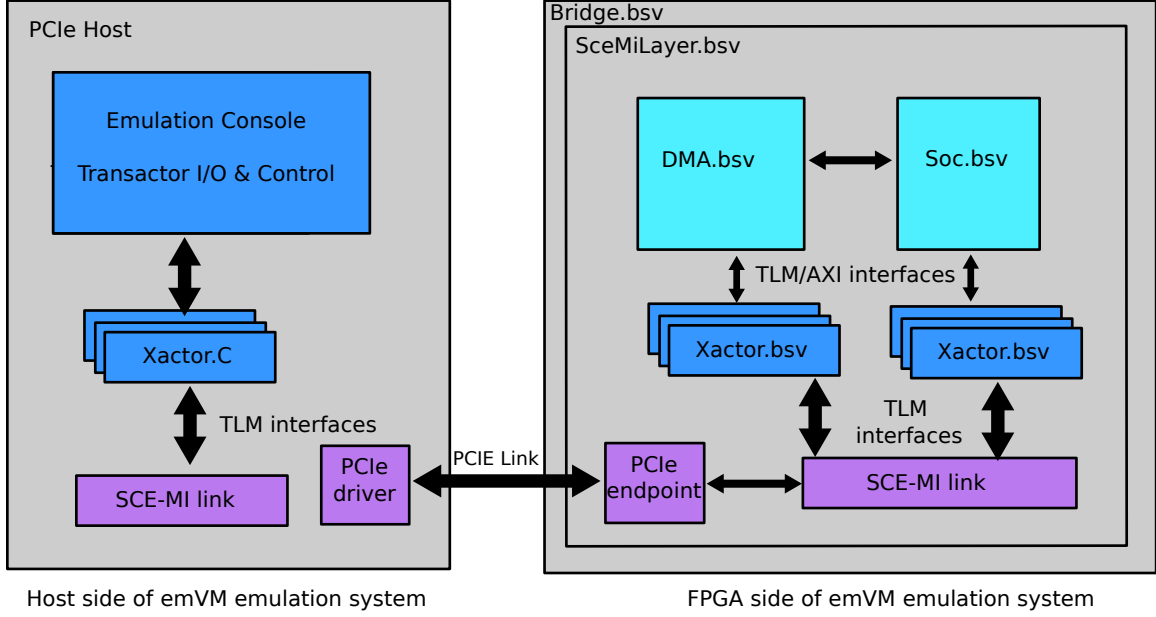 PCIe Host
Emulation Console
Transactor I/O & Control
Xactor.C
TLM interfaces
SCE-MI link
PCIe
driver
PCIE Link
Bridge.bsv
SceMiLayer.bsv
DMA.bsv
Soc.bsv
TLM/AXI interfaces
Xactor.bsv
Xactor.bsv
TLM
interfaces
PCIe
endpoint
SCE-MI link
Host side of emVM emulation system
FPGA side of emVM emulation system